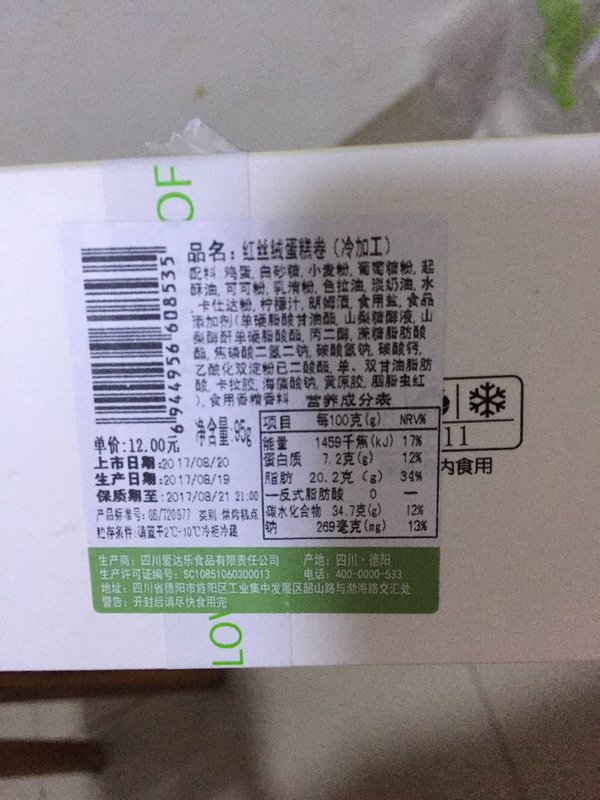 OF
品名：红丝绒蛋糕卷（冷加工）
配料：鸡蛋, 白砂糖, 小麦粉, 葡萄糖粉, 起
酥油, 可可粉, 乳清粉, 色拉油, 淡奶油, 水
, 卡仕达粉, 柠檬汁, 朗姆酒, 食用盐, 食品
添加剂(单硬脂酸甘油酯, 山梨糖醇液, 山
梨酐单硬脂酸酯, 丙二醇, 蔗糖脂肪酸
酯, 焦磷酸二氢二钠, 碳酸氢钠, 碳酸钙,
乙酰化双淀粉己二酸酯, 单、双甘油脂肪
酸, 卡拉胶, 海藻酸钠, 黄原胶, 胭脂虫红
), 食用香精香料
6 944956 608535
净含量:95g
营养成分表
项目 每100克(g) NRV%
能量 1459千焦(kJ) 17%
蛋白质 7.2克(g) 12%
脂肪 20.2克 (g) 34%
—反式脂肪酸 0 —
碳水化合物 34.7克(g) 12%
钠 269毫克(mg) 13%
单价:12.00元
上市日期:2017/08/20
生产日期:2017/08/19
保质期至:2017/08/21 21:00
产品标准号:GB/T20977 类别:烘烤糕点
贮存条件:请置于2℃-10℃冷柜冷藏
11
内食用
生产商：四川爱达乐食品有限责任公司 产地：四川·德阳
生产许可证编号：SC10851060300013 电话：400-0000-533
地址：四川省德阳市旌阳区工业集中发展区韶山路与渤海路交汇处
警告：开封后请尽快食用完
LOV